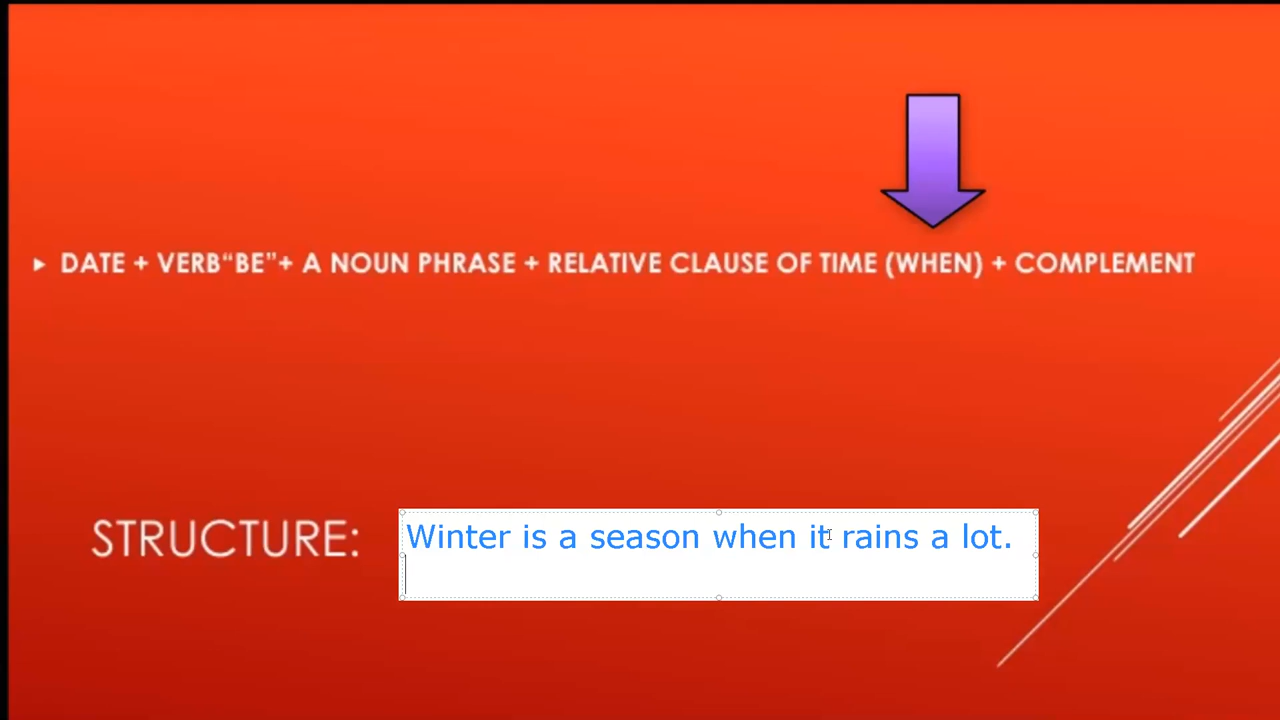 DATE + VERB“BE”+ A NOUN PHRASE + RELATIVE CLAUSE OF TIME (WHEN) + COMPLEMENT
STRUCTURE:
Winter is a season when it rains a lot.